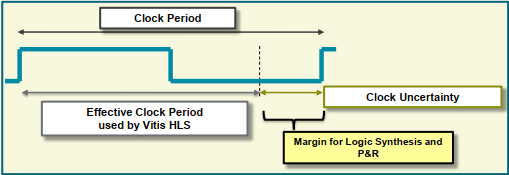 Clock Period
Effective Clock Period
used by Vitis HLS
Clock Uncertainty
Margin for Logic Synthesis and
P&R